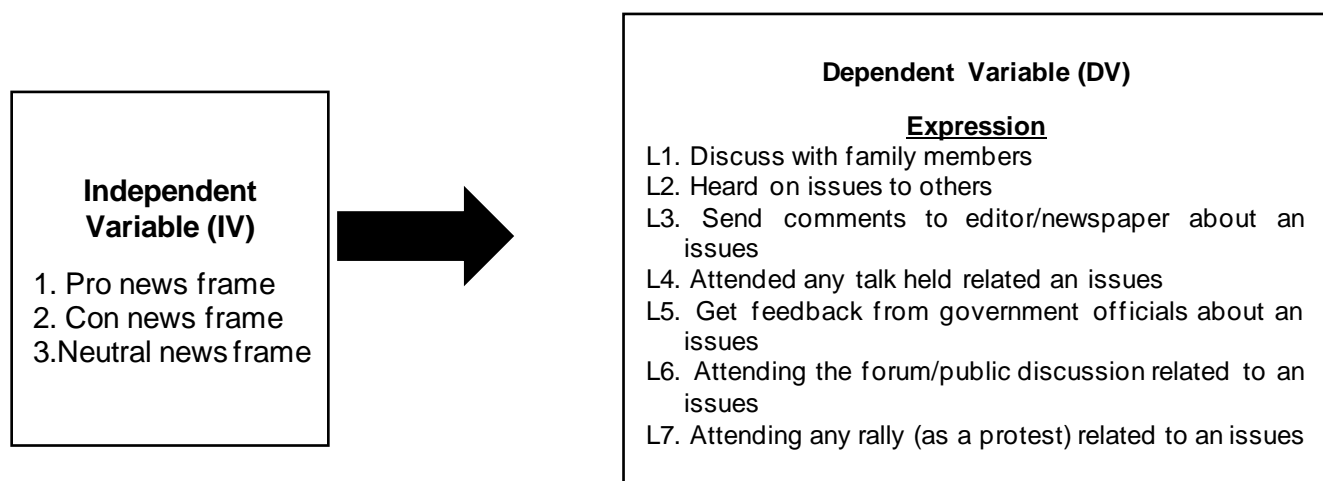 Independent
Variable (IV)
1. Pro news frame
2. Con news frame
3.Neutral news frame
Dependent Variable (DV)
Expression
L1. Discuss with family members
L2. Heard on issues to others
L3. Send comments to editor/newspaper about an
issues
L4. Attended any talk held related an issues
L5. Get feedback from government officials about an
issues
L6. Attending the forum/public discussion related to an
issues
L7. Attending any rally (as a protest) related to an issues